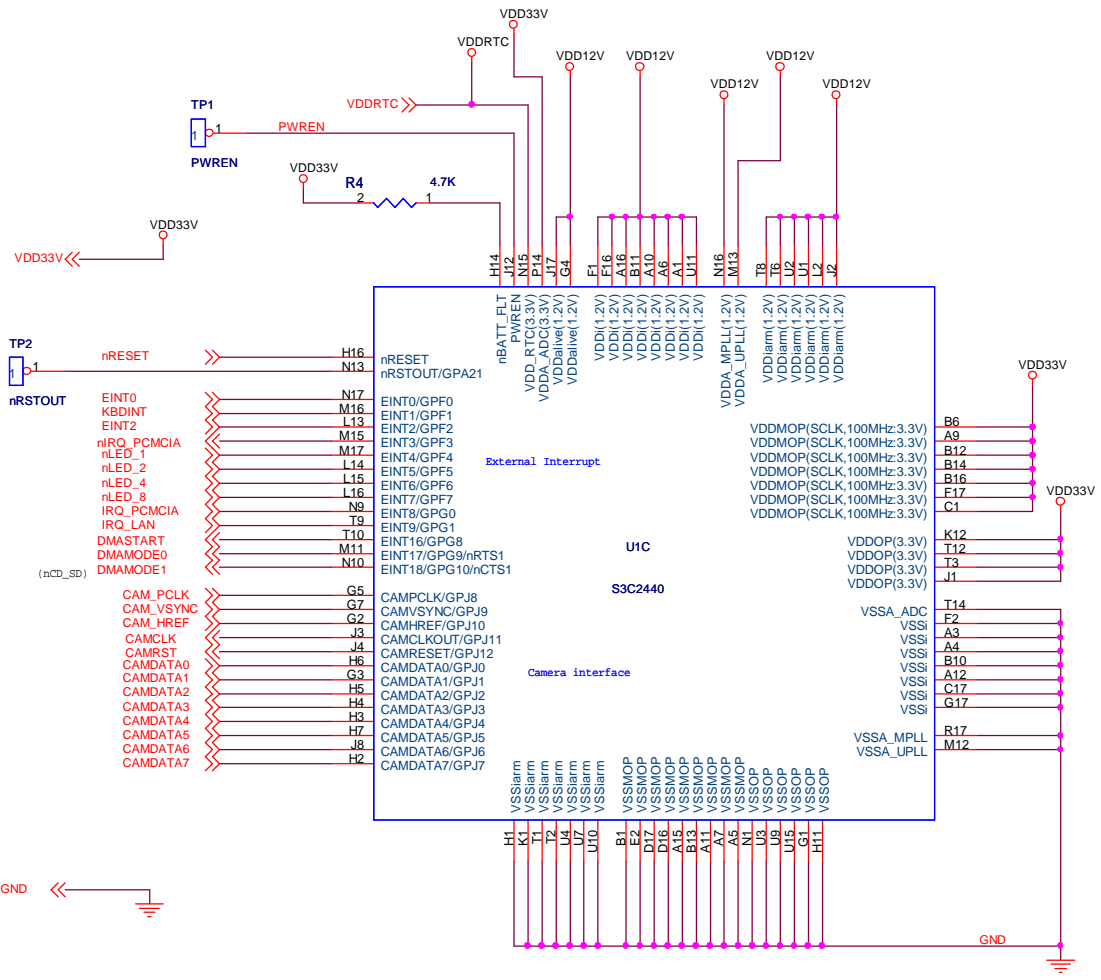 VDD33V
VDDRTC
VDD12V
VDD12V
VDD12V
VDD12V
VDD12V
TP1
VDDRTC
1
1
PWREN
PWREN
VDD33V
R4
4.7K
2
1
VDD33V
VDD33V
H14
J12
N15
P14
J17
G4
F1
F16
A16
B11
A10
A6
A1
U11
N16
M13
T8
T6
U2
U1
L2
J2
nBATT_FLT
PWREN
VDD_RTC(3.3V)
VDDA_ADC(3.3V)
VDDalive(1.2V)
VDDalive(1.2V)
VDDi(1.2V)
VDDi(1.2V)
VDDi(1.2V)
VDDi(1.2V)
VDDi(1.2V)
VDDi(1.2V)
VDDi(1.2V)
VDDi(1.2V)
VDDA_MPLL(1.2V)
VDDA_UPLL(1.2V)
VDDiarm(1.2V)
VDDiarm(1.2V)
VDDiarm(1.2V)
VDDiarm(1.2V)
VDDiarm(1.2V)
VDDiarm(1.2V)
TP2
1
1
nRSTOUT
nRESET H16 nRESET
N13 nRSTOUT/GPA21
EINT0 N17 EINT0/GPF0
KBDINT M16 EINT1/GPF1
EINT2 L13 EINT2/GPF2
nIRQ_PCMCIA M15 EINT3/GPF3
nLED_1 M17 EINT4/GPF4
nLED_2 L14 EINT5/GPF5
nLED_4 L15 EINT6/GPF6
nLED_8 L16 EINT7/GPF7
IRQ_PCMCIA N9 EINT8/GPG0
IRQ_LAN T9 EINT9/GPG1
DMASTART T10 EINT16/GPG8
DMAMODE0 M11 EINT17/GPG9/nRTS1
(nCD_SD) DMAMODE1 N10 EINT18/GPG10/nCTS1
External Interrupt
CAM_PCLK G5 CAMPCLK/GPJ8
CAM_VSYNC G7 CAMVSYNC/GPJ9
CAM_HREF G2 CAMHREF/GPJ10
CAMCLK J3 CAMCLKOUT/GPJ11
CAMRST J4 CAMRESET/GPJ12
CAMDATA0 H6 CAMDATA0/GPJ0
CAMDATA1 G3 CAMDATA1/GPJ1
CAMDATA2 H5 CAMDATA2/GPJ2
CAMDATA3 H4 CAMDATA3/GPJ3
CAMDATA4 H3 CAMDATA4/GPJ4
CAMDATA5 H7 CAMDATA5/GPJ5
CAMDATA6 J8 CAMDATA6/GPJ6
CAMDATA7 H2 CAMDATA7/GPJ7
Camera interface
U1C
S3C2440
VDD33V
VDDMOP(SCLK,100MHz:3.3V) B6
VDDMOP(SCLK,100MHz:3.3V) A9
VDDMOP(SCLK,100MHz:3.3V) B12
VDDMOP(SCLK,100MHz:3.3V) B14
VDDMOP(SCLK,100MHz:3.3V) B16
VDDMOP(SCLK,100MHz:3.3V) F17
VDDMOP(SCLK,100MHz:3.3V) C1
VDD33V
VDDOP(3.3V) K12
VDDOP(3.3V) T12
VDDOP(3.3V) T3
VDDOP(3.3V) J1
VSSA_ADC T14
VSSi F2
VSSi A3
VSSi A4
VSSi B10
VSSi A12
VSSi C17
VSSi G17
VSSA_MPLL R17
VSSA_UPLL M12
VSSiarm
VSSiarm
VSSiarm
VSSiarm
VSSiarm
VSSiarm
VSSiarm
VSSMOP
VSSMOP
VSSMOP
VSSMOP
VSSMOP
VSSMOP
VSSMOP
VSSMOP
VSSMOP
VSSOP
VSSOP
VSSOP
VSSOP
VSSOP
VSSOP
H1
K1
T1
T2
U4
U7
U10
B1
E2
D17
D16
A15
B13
A11
A7
A5
N1
U3
U9
U15
G1
H11
GND
GND